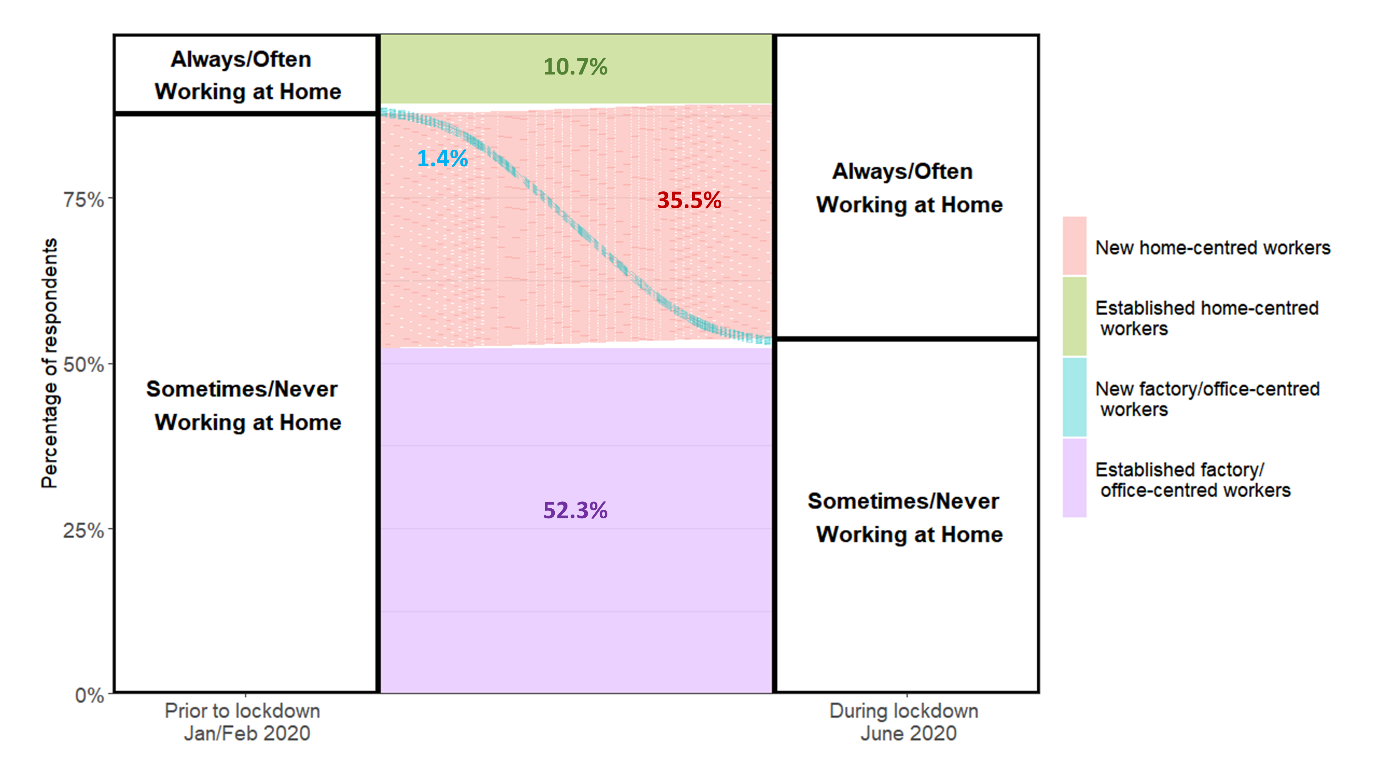 Percentage of respondents
75%
50%
25%
0%
Always/Often
Working at Home
Sometimes/Never
Working at Home
10.7%
1.4%
35.5%
52.3%
Always/Often
Working at Home
Sometimes/Never
Working at Home
Prior to lockdown
Jan/Feb 2020
During lockdown
June 2020
New home-centred workers
Established home-centred
workers
New factory/office-centred
workers
Established factory/
office-centred workers